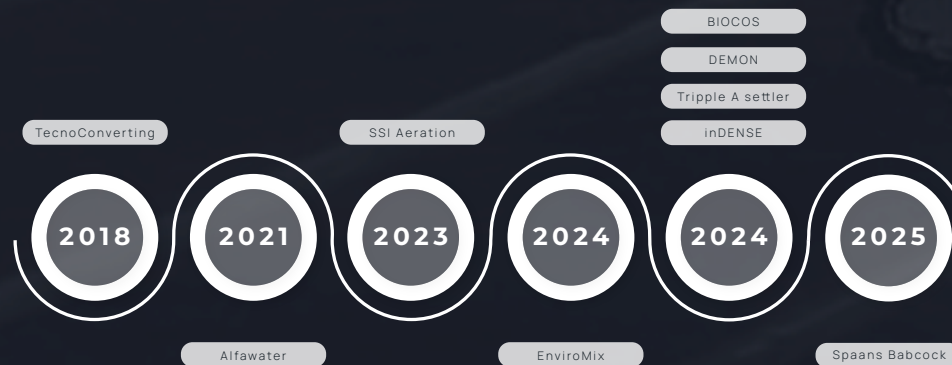 BIOCOS
DEMON
Tripple A settler
TecnoConverting
SSI Aeration
inDENSE
2018
2021
2023
2024
2024
2025
Alfawater
EnviroMix
Spaans Babcock